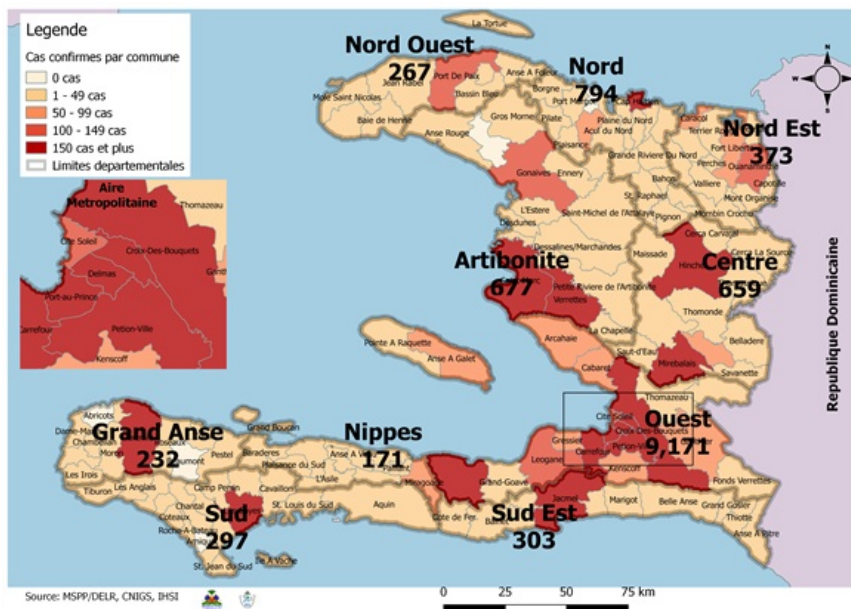 Legende
Cas confirmes par commune
0 cas
1 - 49 cas
50 - 99 cas
100 - 149 cas
150 cas et plus
Limites departementales
La Tortue
Nord Ouest
267
Port De Paix
Anse A Foleur
Jean Rabel
Bassin Bleu
Mole Saint Nicolas
Baie de Henne
Anse Rouge
Nord
794
Borgne
Port Margot
Cap Haitien
Gros Morne
Pilate
Plaine du Nord
Acul du Nord
Plaisance
Grande Riviere Du Nord
Caracol
Nord Est
373
Fort Liberte
Perches
Ouanaminthe
Capotille
Valliere
Mont Organise
Bahon
St. Raphael
Pignon
Mombin Crochu
Gonaives
Ennery
L'Estere
Saint-Michel de l'Attalaye
Desdunes
Dessalines/Marchandes
Artibonite
677
Petite Riviere de l'Artibonite
Verrettes
La Chapelle
Cerca Carvajal
Cerca La Source
Maissade
Centre
659
Thomonde
Belladere
Saut-d'Eau
Mirebalais
Savanette
Republique Dominicaine
Aire
Metropolitaine
Thomazeau
Cite Soleil
Croix-Des-Bouquets
Delmas
Port-au-Prince
Carrefour
Petion-Ville
Kenscoff
Arcahaie
Cabaret
Pointe A Raquette
Anse A Galet
Thomazeau
Cite Soleil
Ouest
9,171
Croix-Des-Bouquets
Gressier
Carrefour
Petion-Ville
Leogane
Kenscoff
Fonds Verrettes
Abricots
Grand Anse
232
Les Irois
Pestel
Grand Boucan
Baraderes
Nippes
171
Plaisance du Sud
L'Asile
Miragoane
Grand-Goave
Tiburon
Les Anglais
Camp Perrin
Cavaillon
Chantal
Coteaux
St. Louis du Sud
Aquin
Sud
297
St. Jean du Sud
Ile A Vache
Cote de Fer
Jacmel
Sud Est
303
Marigot
Belle Anse
Grand Gosier
Thiotte
Anse A Pitre
N
W
E
S
Source: MSPP/DELR, CNIGS, IHSI
0 25 50 75 km